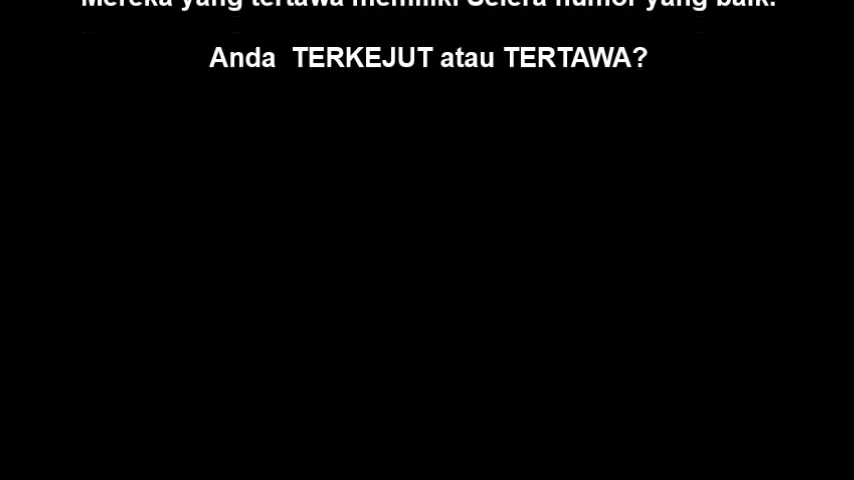 Mereka yang tertawa memiliki Selera humor yang baik.
Anda  TERKEJUT atau TERTAWA?